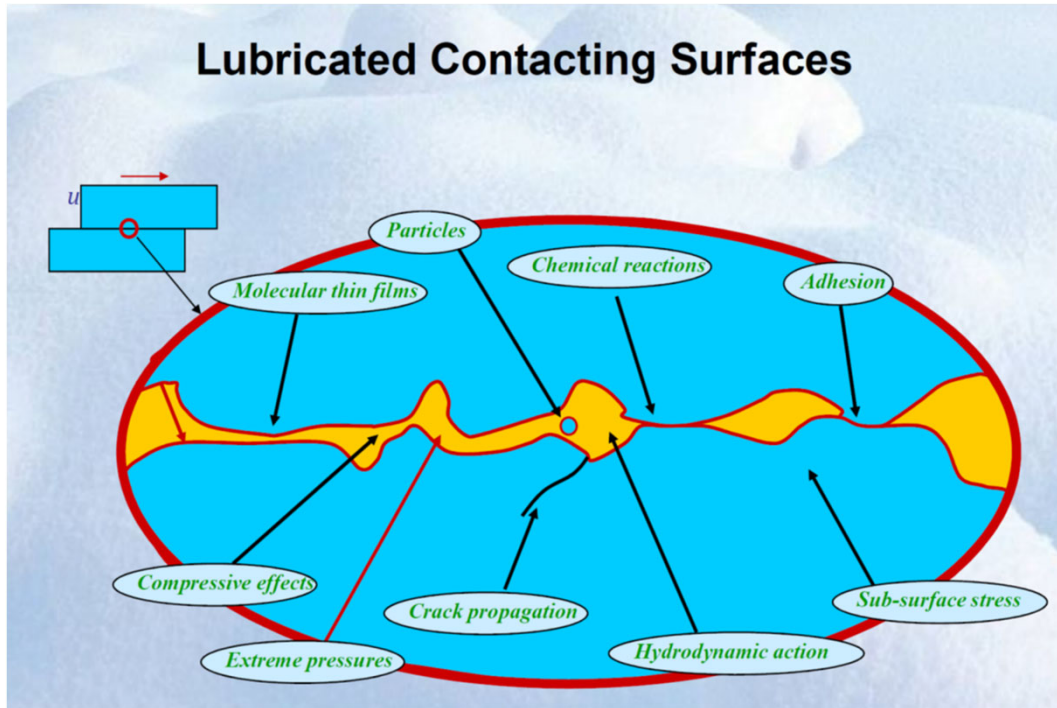 Lubricated Contacting Surfaces
u
Particles
Chemical reactions
Adhesion
Molecular thin films
Compressive effects
Crack propagation
Sub-surface stress
Extreme pressures
Hydrodynamic action